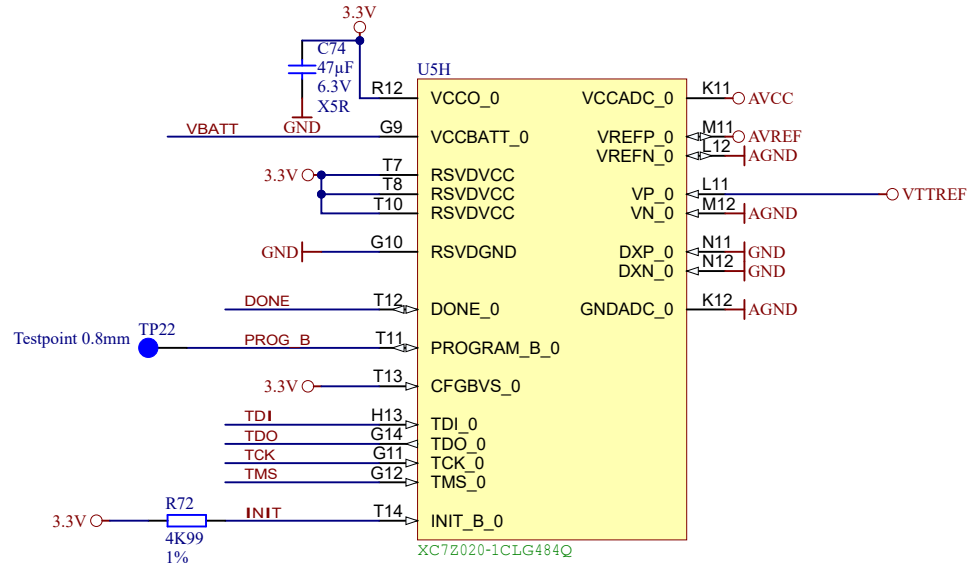 3.3V
C74
47µF
6.3V
X5R
GND
U5H
R12
VCCO_0
VCCADC_0
K11
AVCC
VBATT
G9
VCCBATT_0
VREFP_0
M11
AVREF
VREFN_0
L12
AGND
3.3V
T7
RSVDVCC
T8
RSVDVCC
VP_0
L11
VTTREF
T10
RSVDVCC
VN_0
M12
AGND
GND
G10
RSVDGND
DXP_0
N11
GND
DXN_0
N12
GND
DONE
T12
DONE_0
GNDADC_0
K12
AGND
Testpoint 0.8mm
TP22
PROG_B
T11
PROGRAM_B_0
3.3V
T13
CFGBVS_0
TDI
H13
TDI_0
TDO
G14
TDO_0
TCK
G11
TCK_0
TMS
G12
TMS_0
3.3V
R72
4K99
1%
INIT
T14
INIT_B_0
XC7Z020-1CLG484Q